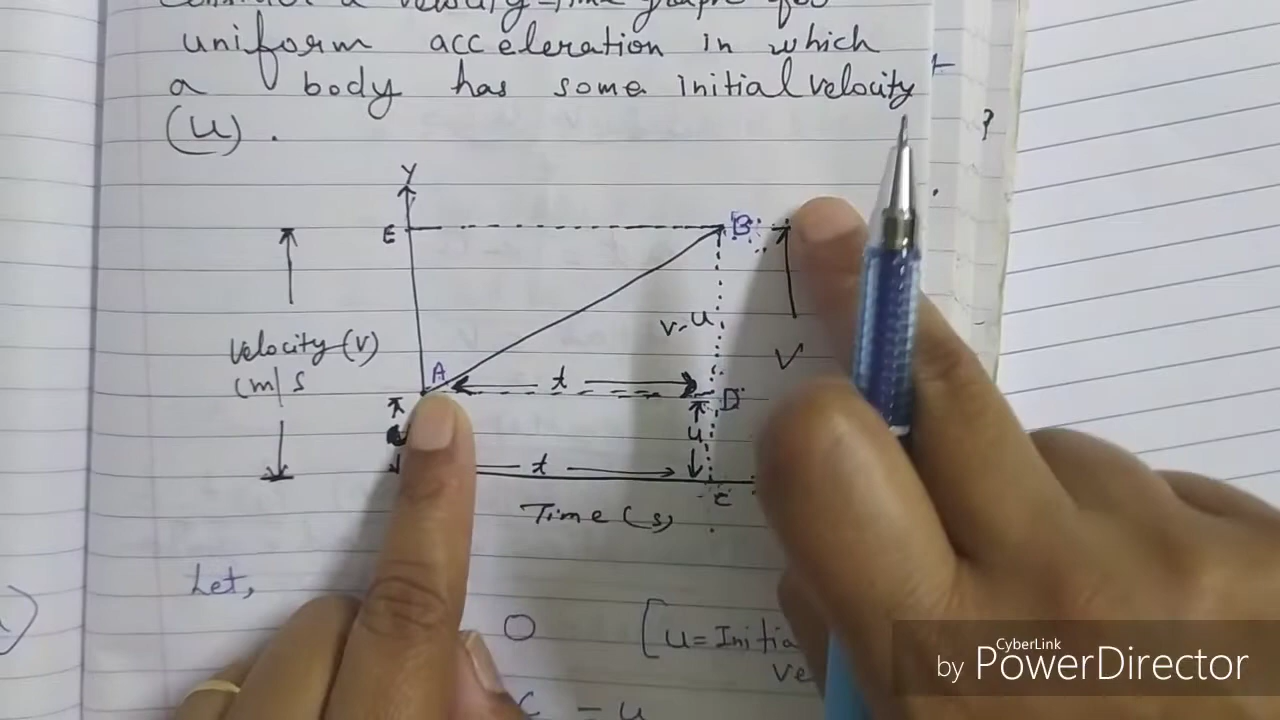 uniform acceleration in which
a body has some initial velocity
(u).
Y
E
B
v-u
Velocity (v)
(m/s
V
A
t
D
u
t
C
Time (s)
Let,
O
[u = Initia
ve
C = u
CyberLink
by PowerDirector